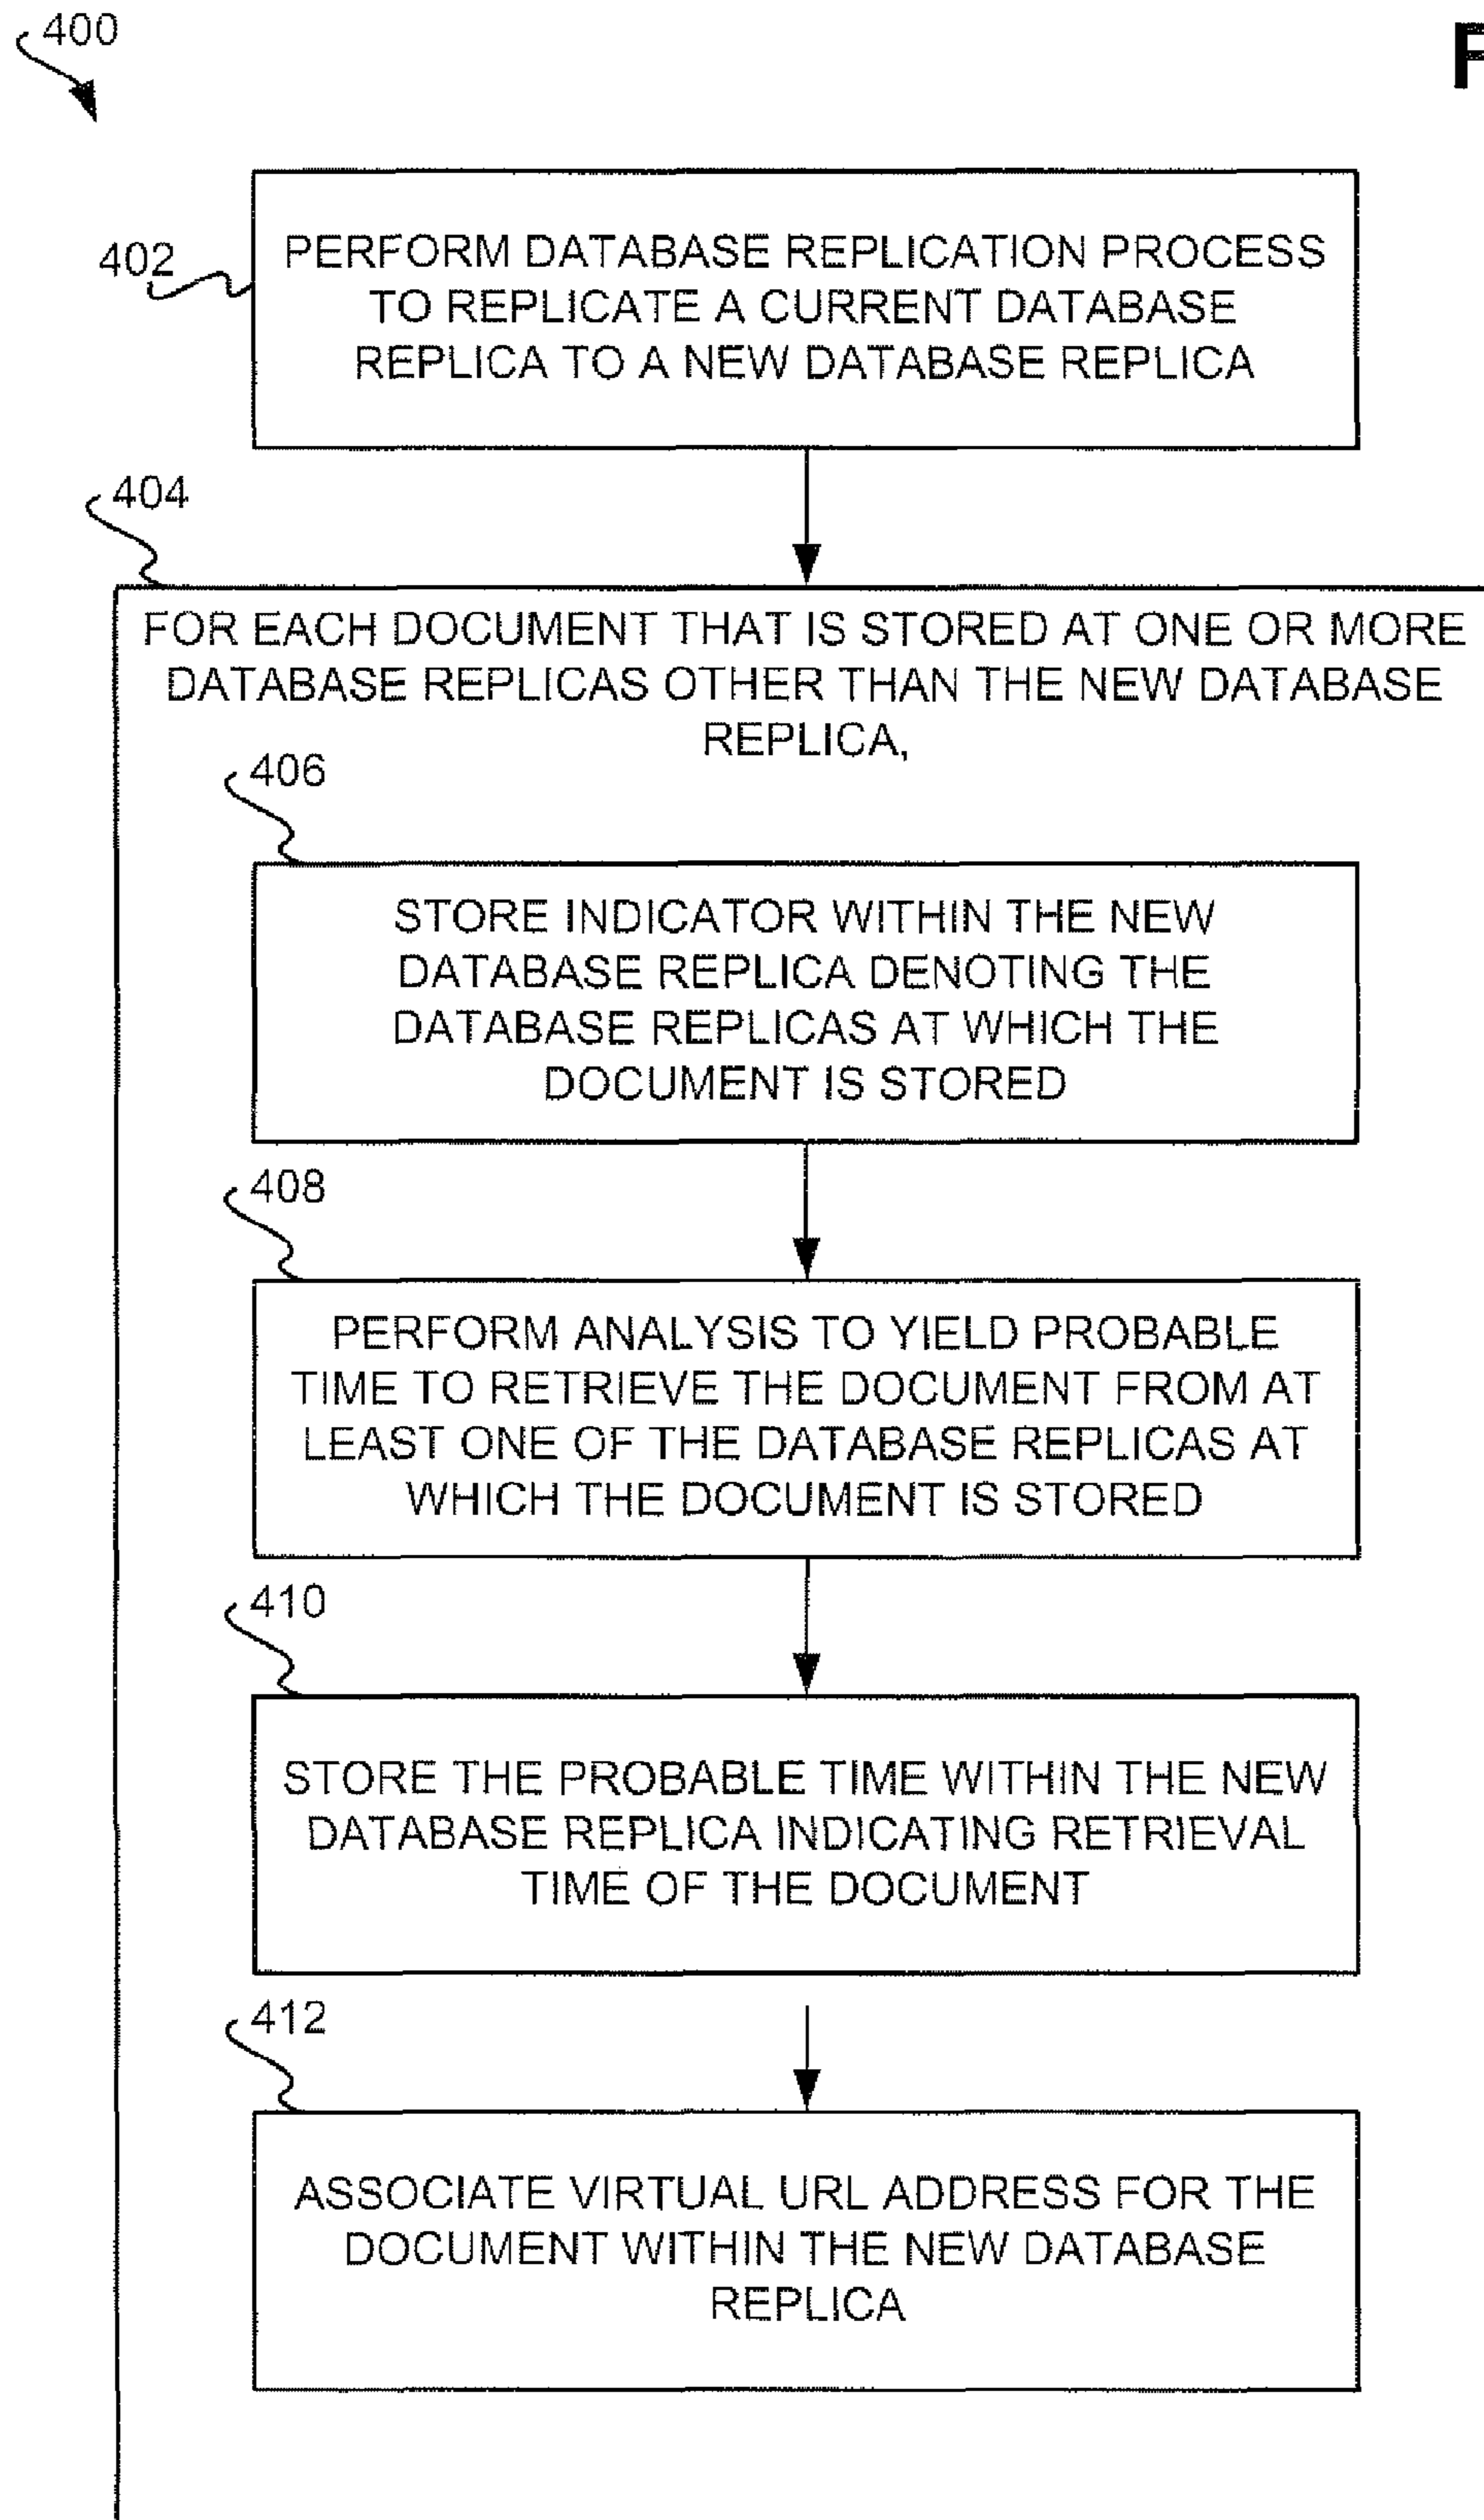 400
F
402
PERFORM DATABASE REPLICATION PROCESS
TO REPLICATE A CURRENT DATABASE
REPLICA TO A NEW DATABASE REPLICA
404
FOR EACH DOCUMENT THAT IS STORED AT ONE OR MORE
DATABASE REPLICAS OTHER THAN THE NEW DATABASE
REPLICA,
406
STORE INDICATOR WITHIN THE NEW
DATABASE REPLICA DENOTING THE
DATABASE REPLICAS AT WHICH THE
DOCUMENT IS STORED
408
PERFORM ANALYSIS TO YIELD PROBABLE
TIME TO RETRIEVE THE DOCUMENT FROM AT
LEAST ONE OF THE DATABASE REPLICAS AT
WHICH THE DOCUMENT IS STORED
410
STORE THE PROBABLE TIME WITHIN THE NEW
DATABASE REPLICA INDICATING RETRIEVAL
TIME OF THE DOCUMENT
412
ASSOCIATE VIRTUAL URL ADDRESS FOR THE
DOCUMENT WITHIN THE NEW DATABASE
REPLICA